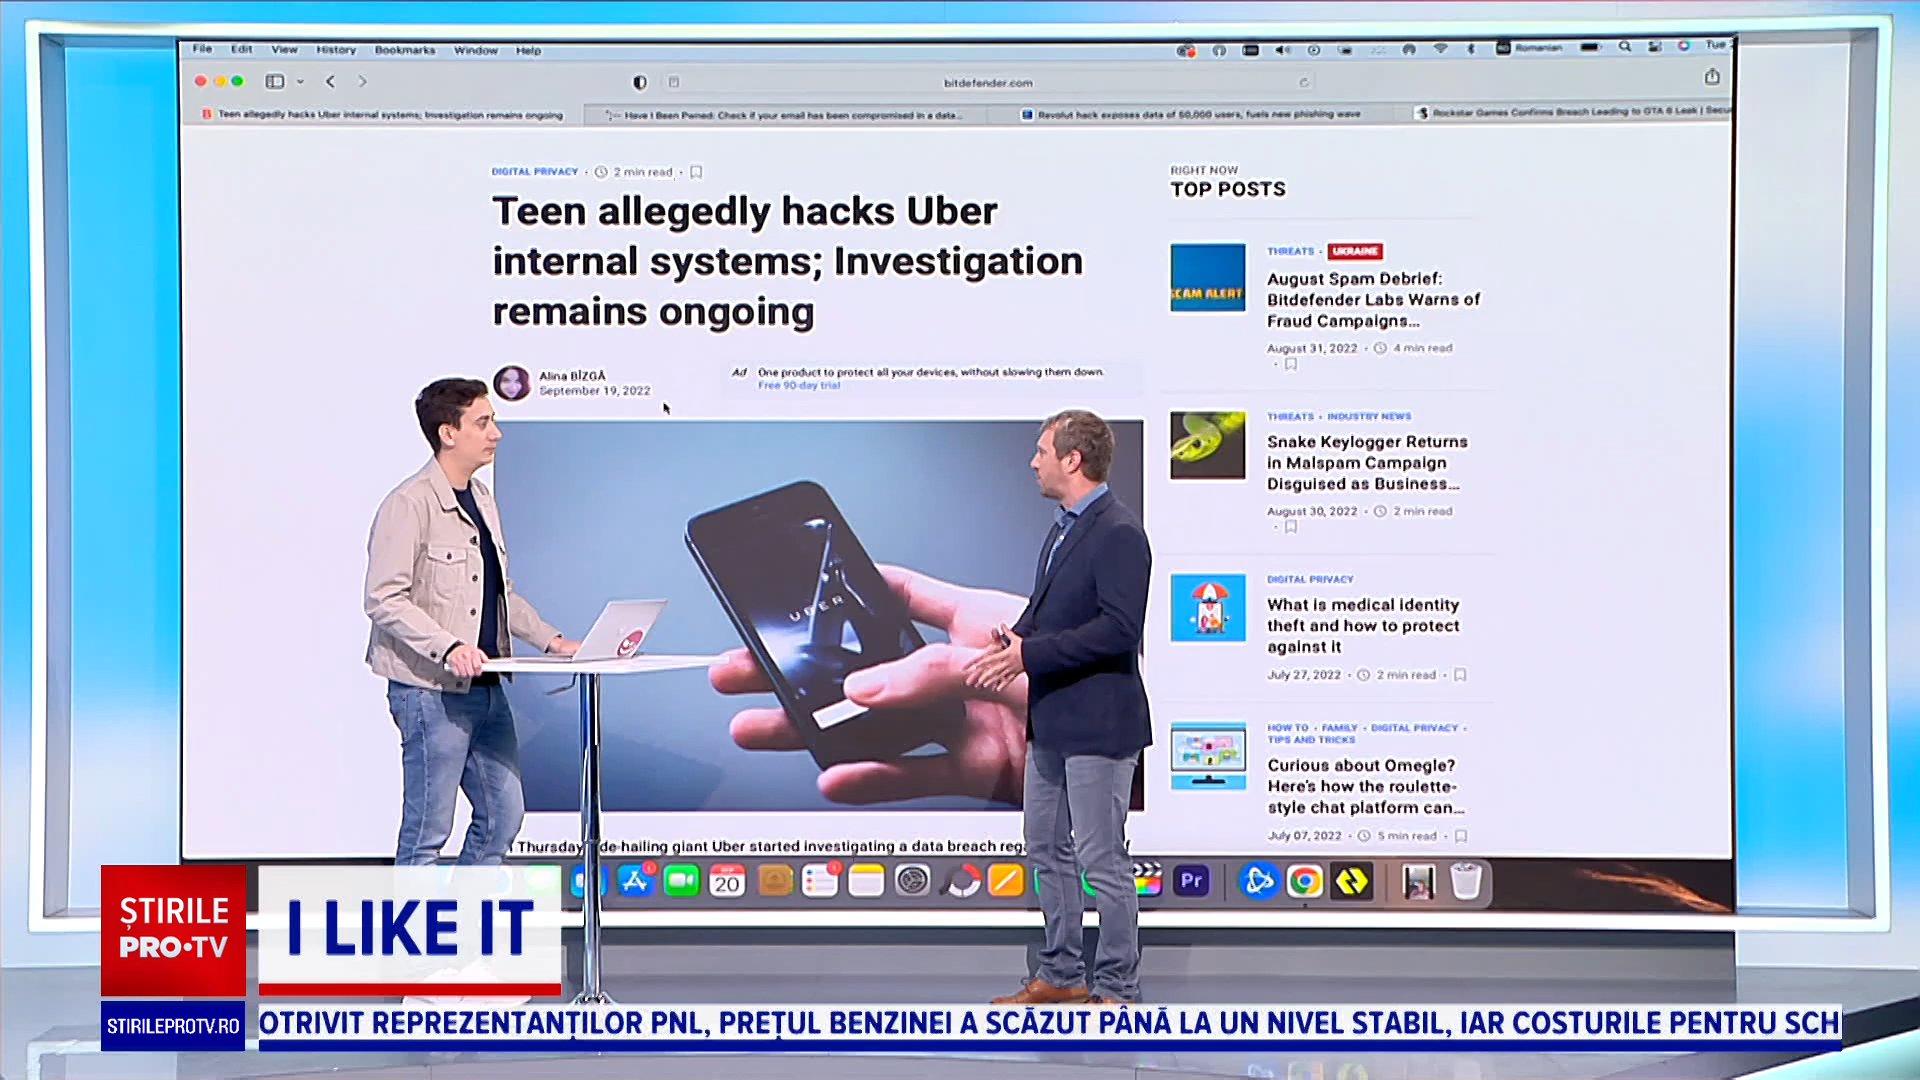 File Edit View History Bookmarks Window Help
Romanian
Tue
bitdefender.com
Teen allegedly hacks Uber internal systems; Investigation remains ongoing
Have I Been Pwned: Check if your email has been compromised in a data...
Revolut hack exposes data of 50,000 users, fuels new phishing wave
Rockstar Games Confirms Breach Leading to GTA 6 Leak | Secu
DIGITAL PRIVACY • 2 min read •
Teen allegedly hacks Uber
internal systems; Investigation
remains ongoing
Alina BÎZGĂ
September 19, 2022
Ad One product to protect all your devices, without slowing them down.
Free 90-day trial
UBER
Thursday
de-hailing giant Uber started investigating a data breach
RIGHT NOW
TOP POSTS
SCAM ALERT
THREATS • UKRAINE
August Spam Debrief:
Bitdefender Labs Warns of
Fraud Campaigns...
August 31, 2022 • 4 min read
THREATS • INDUSTRY NEWS
Snake Keylogger Returns
in Malspam Campaign
Disguised as Business...
August 30, 2022 • 2 min read
DIGITAL PRIVACY
What is medical identity
theft and how to protect
against it
July 27, 2022 • 2 min read •
HOW TO • FAMILY • DIGITAL PRIVACY •
TIPS AND TRICKS
Curious about Omegle?
Here's how the roulette-
style chat platform can...
July 07, 2022 • 5 min read •
20
Pr
ȘTIRILE
PRO•TV
I LIKE IT
STIRILEPROTV.RO
OTRIVIT REPREZENTANȚILOR PNL, PREȚUL BENZINEI A SCĂZUT PÂNĂ LA UN NIVEL STABIL, IAR COSTURILE PENTRU SCH